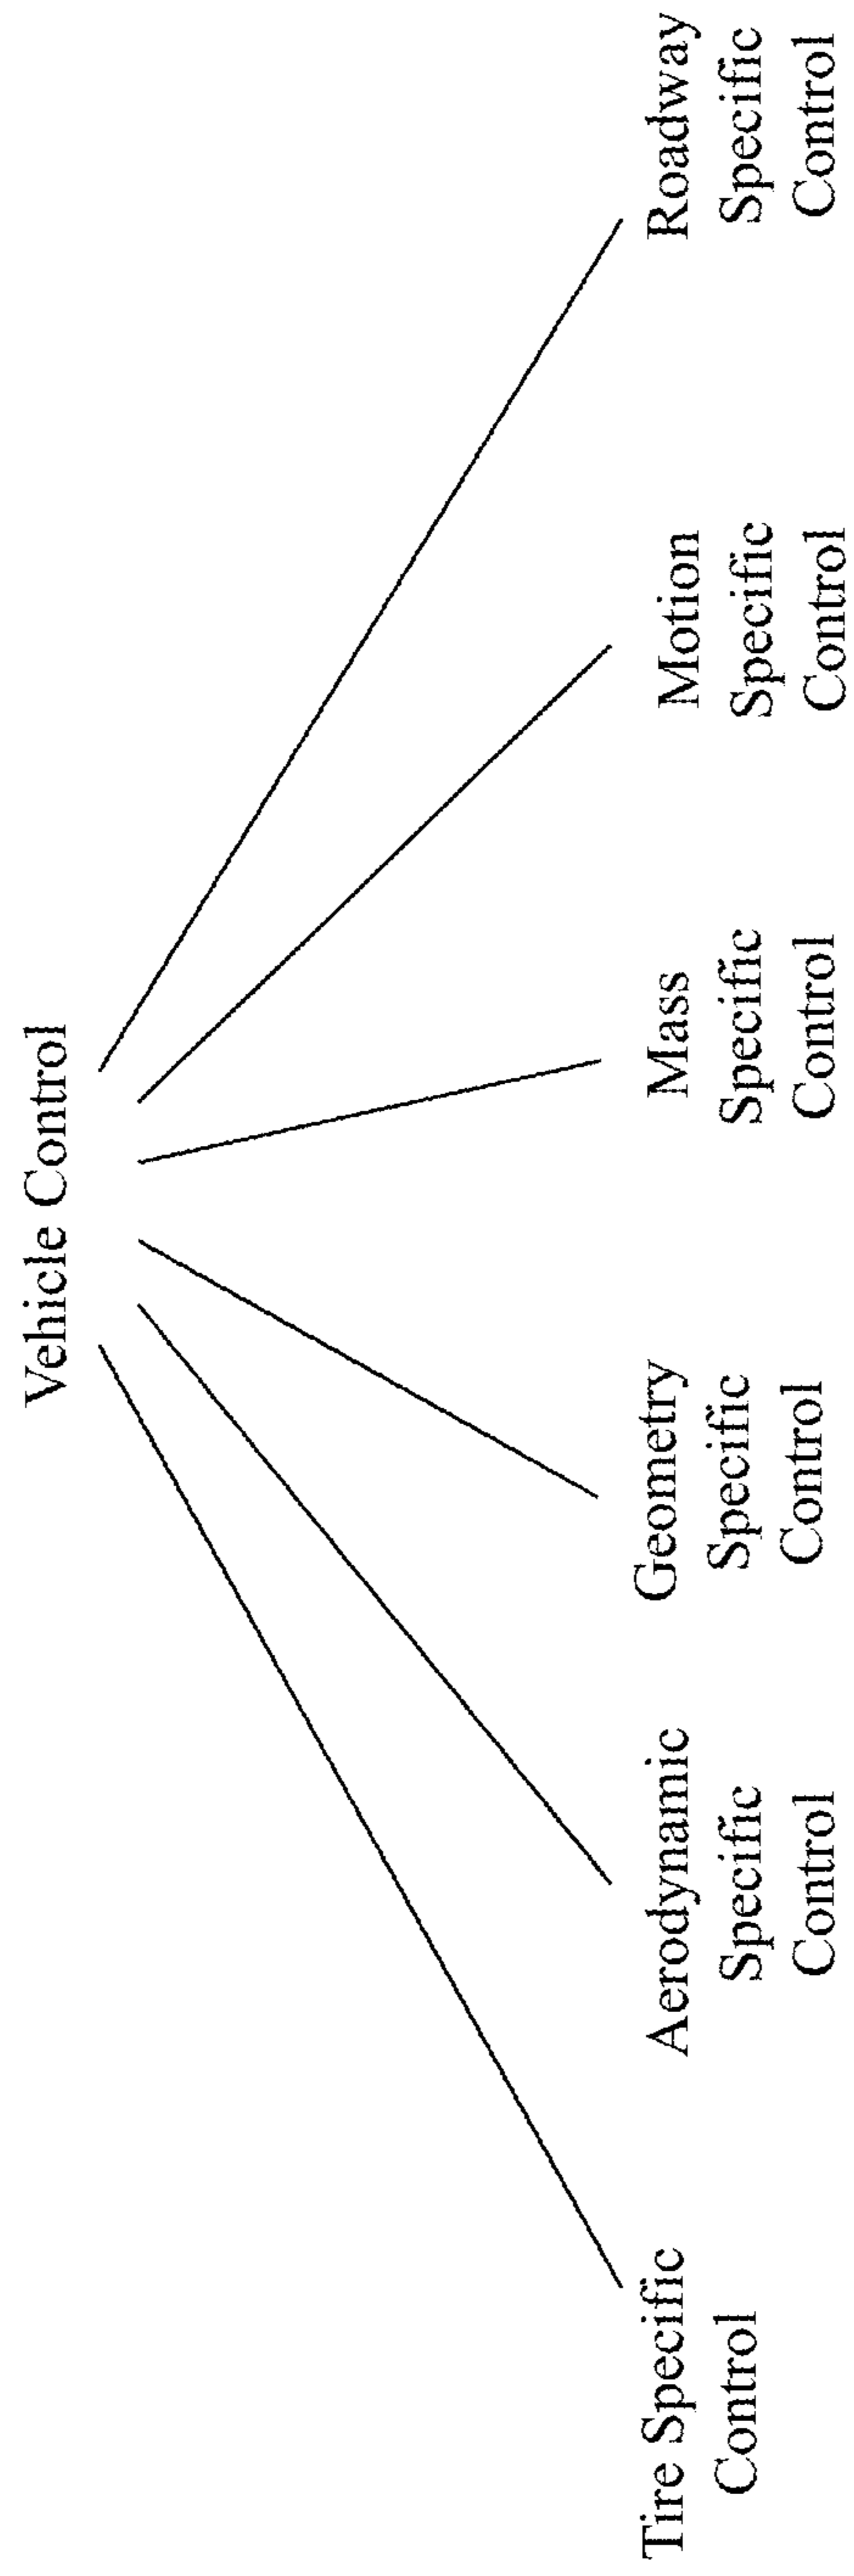 Vehicle Control
Tire Specific
Control
Aerodynamic
Specific
Control
Geometry
Specific
Control
Mass
Specific
Control
Motion
Specific
Control
Roadway
Specific
Control